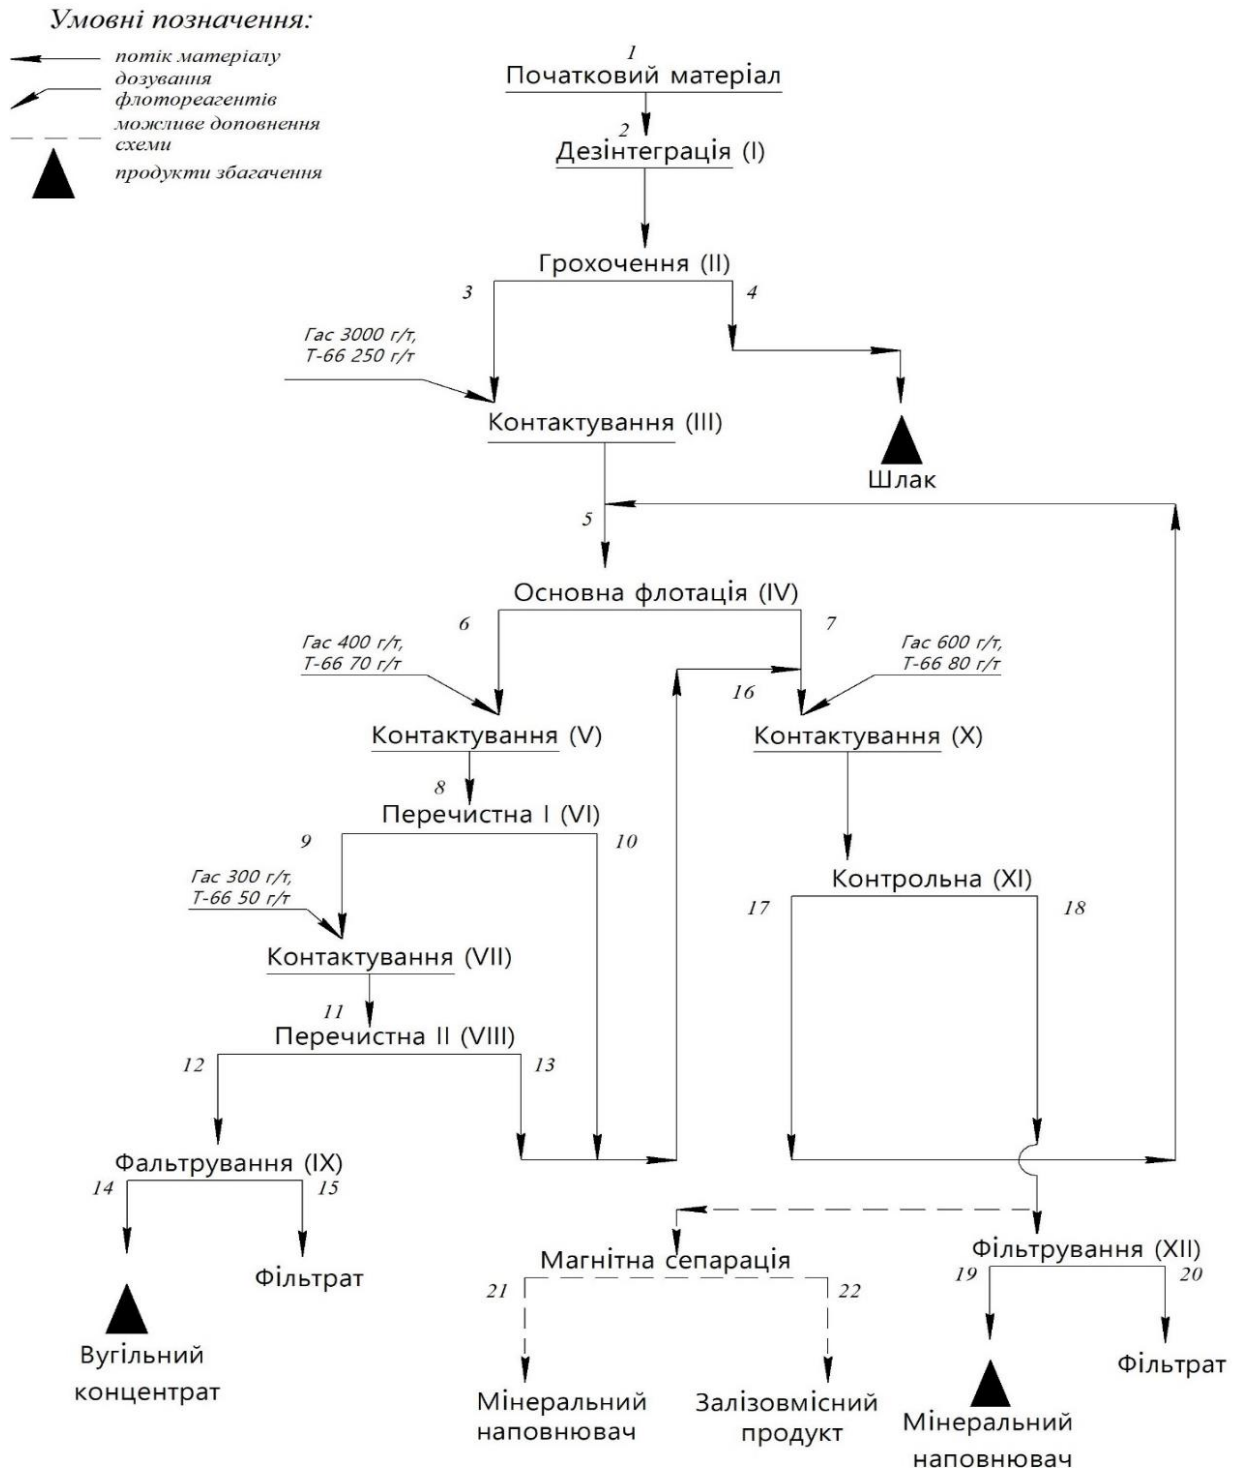 Умовні позначення:
потік матеріалу
дозування
флотореагентів
можливе доповнення
схеми
продукти збагачення
1
Початковий матеріал
2
Дезінтеграція (I)
Грохочення (II)
3
4
Гас 3000 г/т,
Т-66 250 г/т
Контактування (III)
Шлак
5
Основна флотація (IV)
6
7
Гас 400 г/т,
Т-66 70 г/т
Гас 600 г/т,
Т-66 80 г/т
16
Контактування (V)
Контактування (X)
8
Перечистна I (VI)
9
10
Гас 300 г/т,
Т-66 50 г/т
Контрольна (XI)
17
18
Контактування (VII)
11
Перечистна II (VIII)
12
13
Фальтрування (IX)
14
15
Фільтрат
Вугільний
концентрат
Магнітна сепарація
21
22
Мінеральний
наповнювач
Залізовмісний
продукт
Фільтрування (XII)
19
20
Фільтрат
Мінеральний
наповнювач